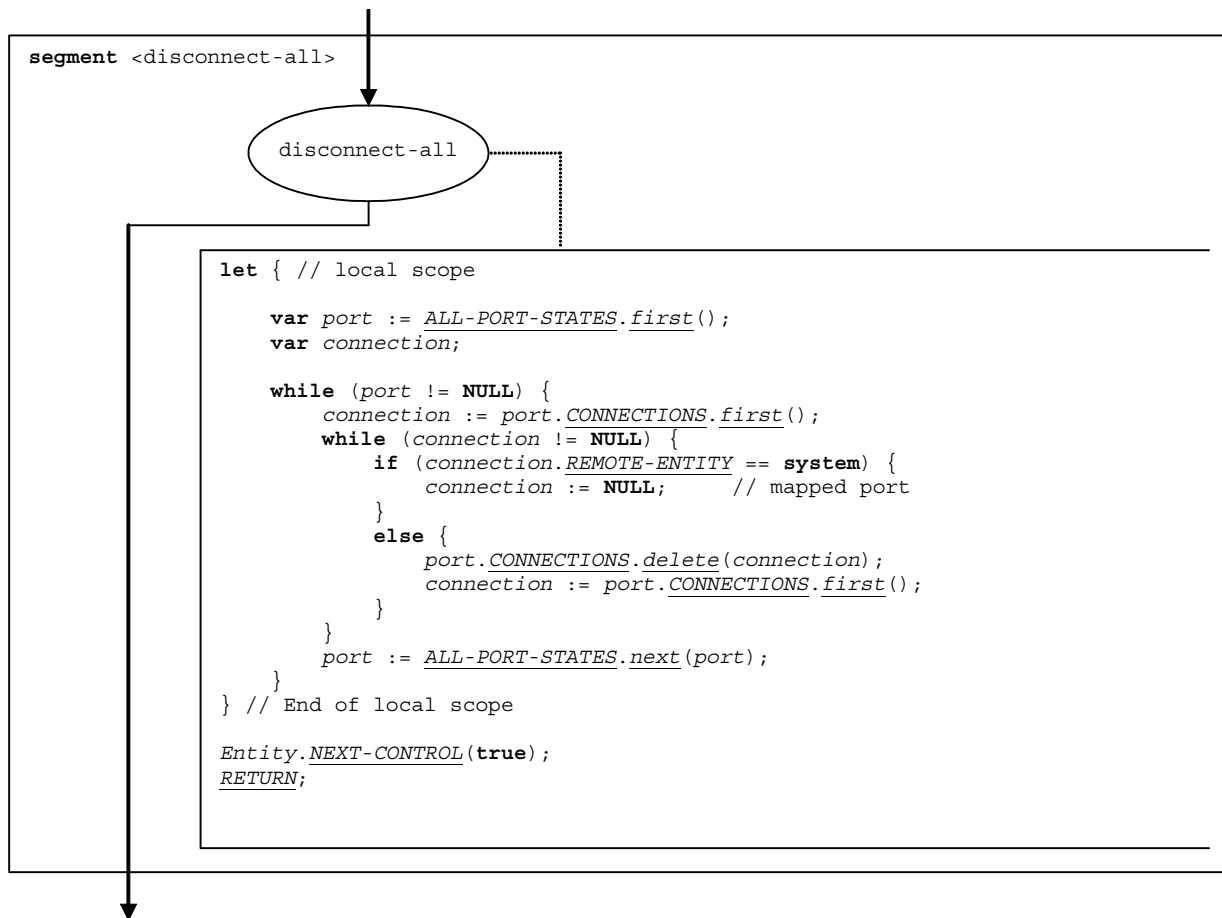 segment <disconnect-all>
disconnect-all
let { // local scope
var port := ALL-PORT-STATES.first();
var connection;
while (port != NULL) {
connection := port.CONNECTIONS.first();
while (connection != NULL) {
if (connection.REMOTE-ENTITY == system) {
connection := NULL; // mapped port
}
else {
port.CONNECTIONS.delete(connection);
connection := port.CONNECTIONS.first();
}
}
port := ALL-PORT-STATES.next(port);
}
} // End of local scope
Entity.NEXT-CONTROL(true);
RETURN;